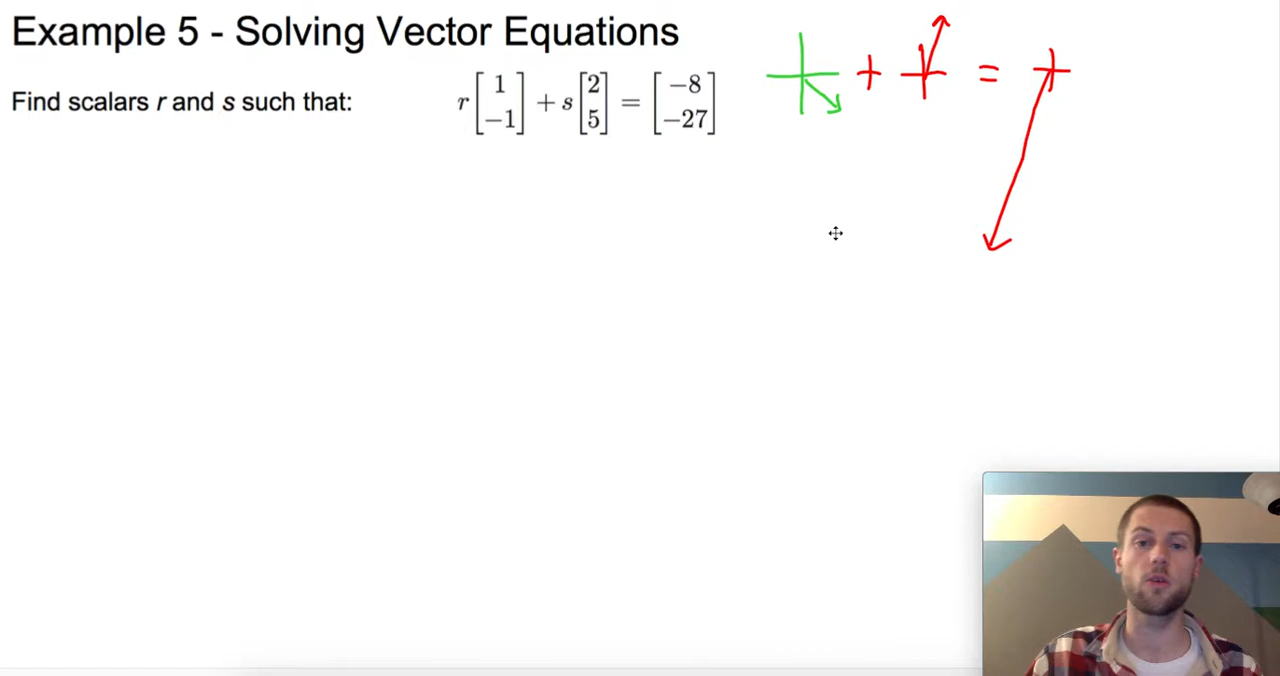 Example 5 - Solving Vector Equations
Find scalars r and s such that: r[1 −1] + s[2 5] = [−8 −27]
+ =